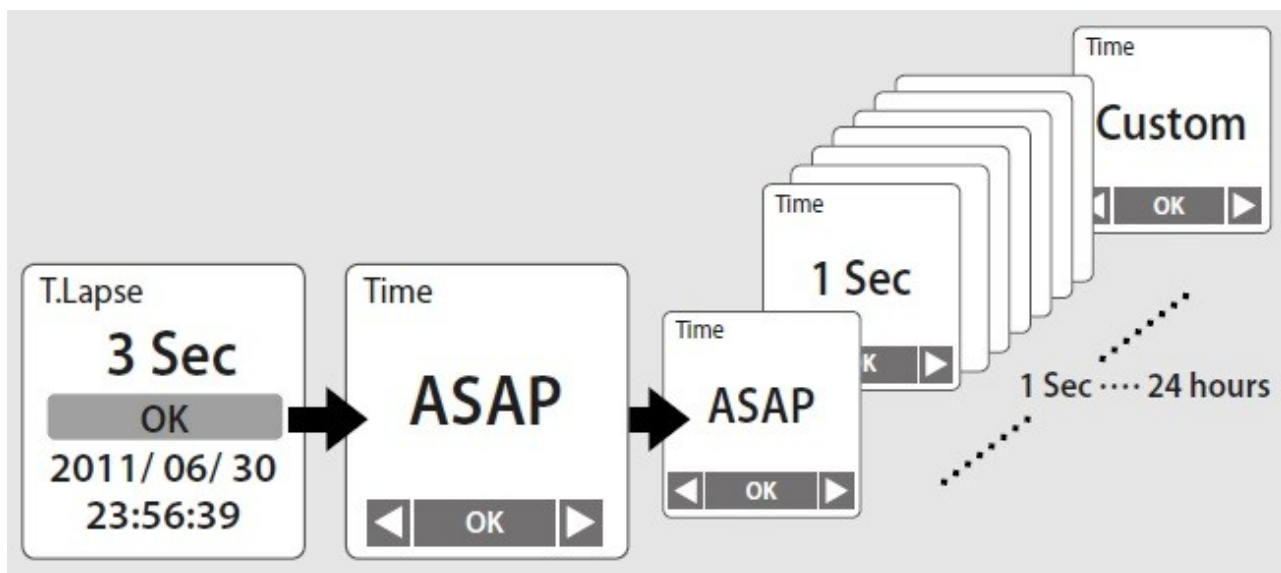 T.Lapse
3 Sec
OK
2011/ 06/ 30
23:56:39
Time
ASAP
OK
Time
ASAP
OK
Time
1 Sec
K
Time
Custom
OK
1 Sec ···· 24 hours